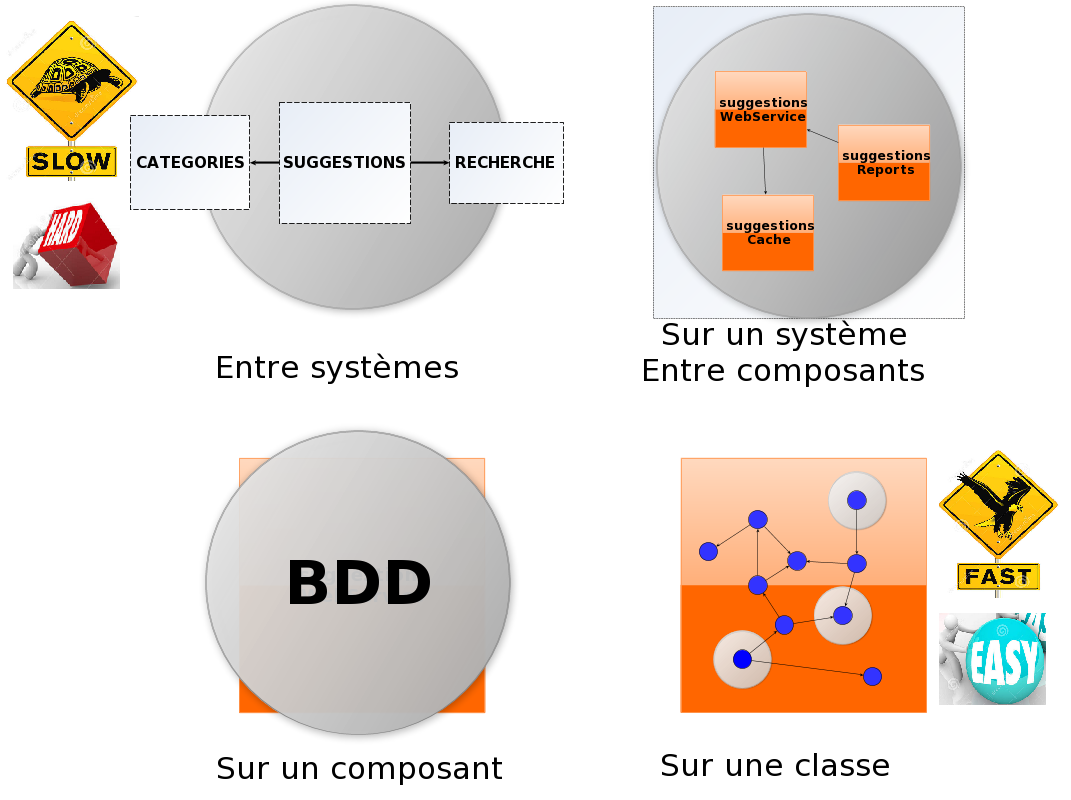 SLOW
HARD
CATEGORIES
SUGGESTIONS
RECHERCHE
Entre systèmes
suggestions
WebService
suggestions
Reports
suggestions
Cache
Sur un système
Entre composants
BDD
Sur un composant
Sur une classe
FAST
EASY